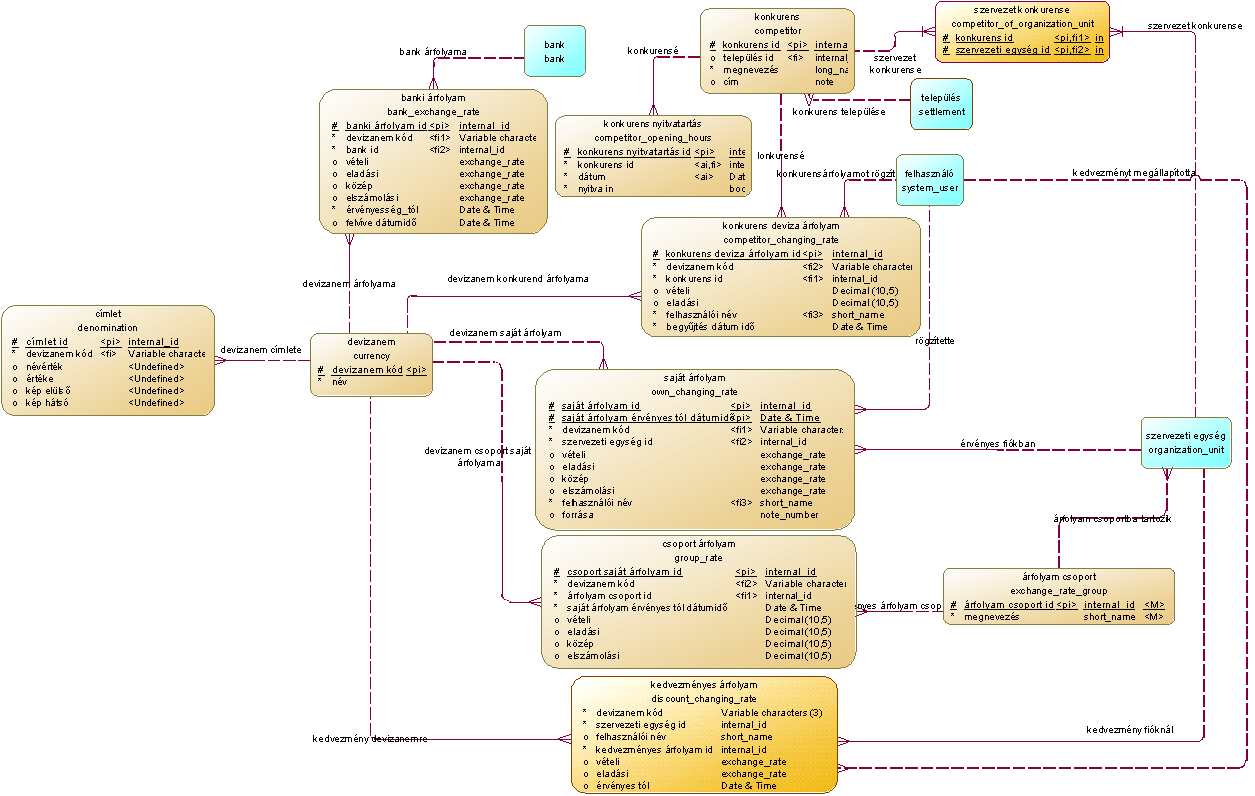 konkurens
competitor
# konkurens id <pi> interna
o település id <fi> internal_
* megnevezés long_na
o cím note
szervezet konkurense
competitor_of_organization_unit
# konkurens id <pi,fi1> in
# szervezeti egység id <pi,fi2> in
szervezet konkurense
bank
bank
bank árfolyama
konkurensé
szervezet
konkurense
település
settlement
konkurens települése
banki árfolyam
bank_exchange_rate
# banki árfolyam id <pi> internal_id
* devizanem kód <fi1> Variable characte
* bank id <fi2> internal_id
o vételi exchange_rate
o eladási exchange_rate
o közép exchange_rate
o elszámolási exchange_rate
* érvényesség_tól Date & Time
o felvive dátumidő Date & Time
konkurens nyitvatartás
competitor_opening_hours
# konkurens nyitvatartás id <pi> inte
* konkurens id <ai,fi> inte
* dátum <ai> Dat
* nyitva in boc
konkurensé
felhasználó
system_user
konkurensárfolyamot rögzít
kedvezményt megállapította
konkurens deviza árfolyam
competitor_changing_rate
# konkurens deviza árfolyam id <pi> internal_id
* devizanem kód <fi2> Variable character
* konkurens id <fi1> internal_id
o vételi Decimal (10,5)
o eladási Decimal (10,5)
* felhasználói név <fi3> short_name
* begyűjtés dátum idő Date & Time
devizanem árfolyama
devizanem konkurend árfolyama
címlet
denomination
# címlet id <pi> internal_id
* devizanem kód <fi> Variable characte
o névérték <Undefined>
o értéke <Undefined>
o kép elülső <Undefined>
o kép hátsó <Undefined>
devizanem címlete
devizanem
currency
# devizanem kód <pi>
* név
devizanem saját árfolyam
rögzítette
saját árfolyam
own_changing_rate
# saját árfolyam id <pi> internal_id
# saját árfolyam érvényes tól dátumidő <pi> Date & Time
* devizanem kód <fi1> Variable characters
* szervezeti egység id <fi2> internal_id
o vételi exchange_rate
o eladási exchange_rate
o közép exchange_rate
o elszámolási exchange_rate
* felhasználói név <fi3> short_name
o forrása note_number
devizanem csoport saját
árfolyama
érvényes fiókban
szervezeti egység
organization_unit
árfolyam csoportba tartozik
csoport árfolyam
group_rate
# csoport saját árfolyam id <pi> internal_id
* devizanem kód <fi2> Variable character
* árfolyam csoport id <fi1> internal_id
* saját árfolyam érvényes tól dátumidő Date & Time
o vételi Decimal (10,5)
o eladási Decimal (10,5)
o közép Decimal (10,5)
o elszámolási Decimal (10,5)
nyes árfolyam csop
árfolyam csoport
exchange_rate_group
# árfolyam csoport id <pi> internal_id <M>
* megnevezés short_name <M>
kedvezményes árfolyam
discount_changing_rate
* devizanem kód Variable characters (3)
* szervezeti egység id internal_id
o felhasználói név short_name
* kedvezményes árfolyam id internal_id
o vételi exchange_rate
o eladási exchange_rate
o érvényes tól Date & Time
kedvezmény devizanemre
kedvezmény fióknál